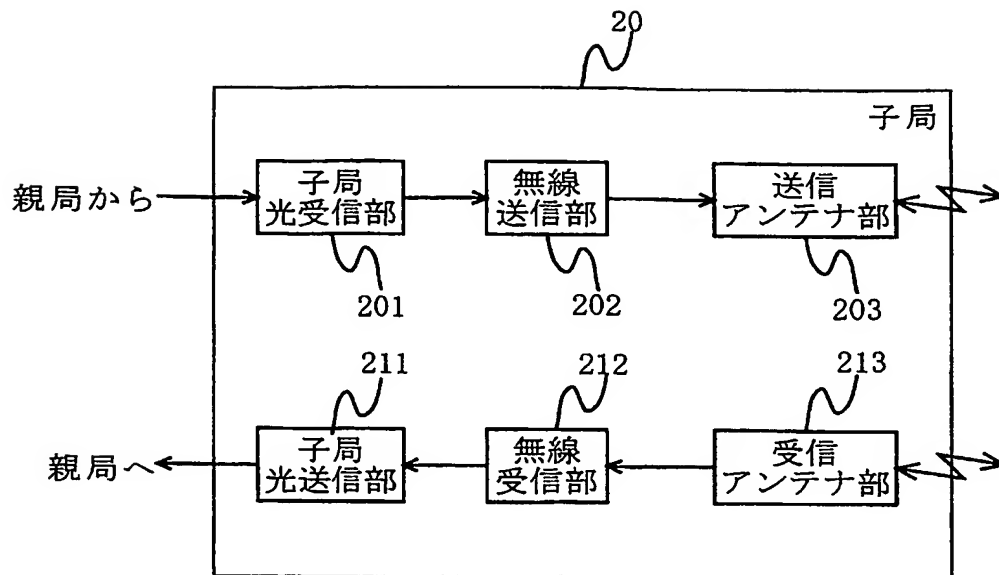 20
子局
親局から
子局
光受信部
無線
送信部
送信
アンテナ部
201
202
203
211
212
213
親局へ
子局
光送信部
無線
受信部
受信
アンテナ部